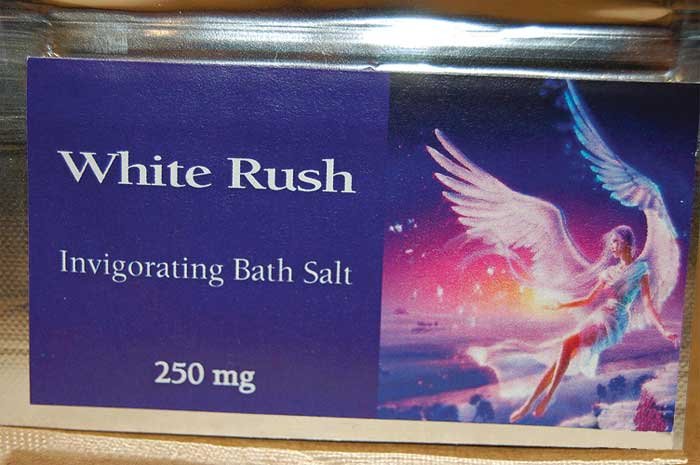 White Rush
Invigorating Bath Salt
250 mg